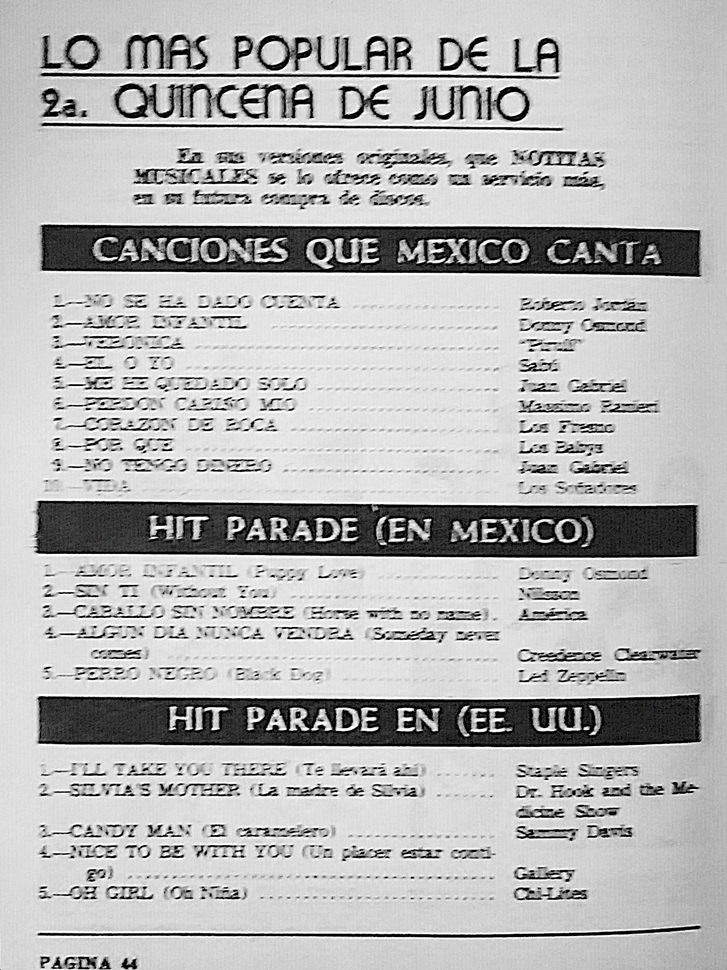 LO MAS POPULAR DE LA
2a. QUINCENA DE JUNIO
En sus versiones originales, que NOTITAS
MUSICALES se lo ofrece como un servicio más,
en su futura compra de discos.
CANCIONES QUE MEXICO CANTA
1.—NO SE HA DADO CUENTA .................... Roberto Jordán
2.—AMOR INFANTIL .................... Donny Osmond
3.—VERONICA .................... "Pirulí"
4.—EL O YO .................... Sabú
5.—ME HE QUEDADO SOLO .................... Juan Gabriel
6.—PERDON CARIÑO MIO .................... Massimo Ranieri
7.—CORAZON DE ROCA .................... Los Fresno
8.—POR QUE .................... Los Babys
9.—NO TENGO DINERO .................... Juan Gabriel
10.—VIDA .................... Los Soñadores
HIT PARADE (EN MEXICO)
1.—AMOR INFANTIL (Puppy Love) .............. Donny Osmond
2.—SIN TI (Without You) .................... Nilsson
3.—CABALLO SIN NOMBRE (Horse with no name). América
4.—ALGUN DIA NUNCA VENDRA (Someday never
comes) .................... Creedence Clearwater
5.—PERRO NEGRO (Black Dog) .................... Led Zeppelin
HIT PARADE EN (EE. UU.)
1.—I'LL TAKE YOU THERE (Te llevará ahí) ....... Staple Singers
2.—SILVIA'S MOTHER (La madre de Silvia) ....... Dr. Hook and the Me-
dicine Show
3.—CANDY MAN (El caramelero) .................. Sammy Davis
4.—NICE TO BE WITH YOU (Un placer estar conti-
go) .................... Gallery
5.—OH GIRL (Oh Niña) .................... Chi-Lites
PAGINA 44